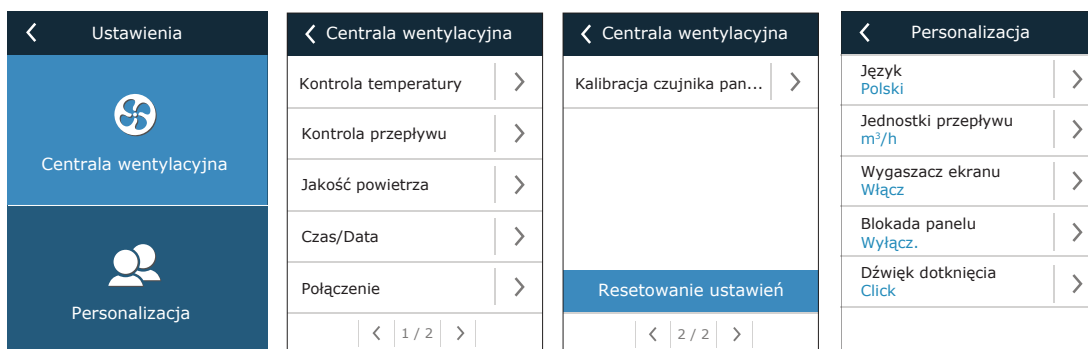 Ustawienia
Centrala wentylacyjna
Personalizacja
Centrala wentylacyjna
Kontrola temperatury
Kontrola przepływu
Jakość powietrza
Czas/Data
Połączenie
1 / 2
Centrala wentylacyjna
Kalibracja czujnika pan...
Resetowanie ustawień
2 / 2
Personalizacja
Język
Polski
Jednostki przepływu
m³/h
Wygaszacz ekranu
Włącz
Blokada panelu
Wyłącz.
Dźwięk dotknięcia
Click